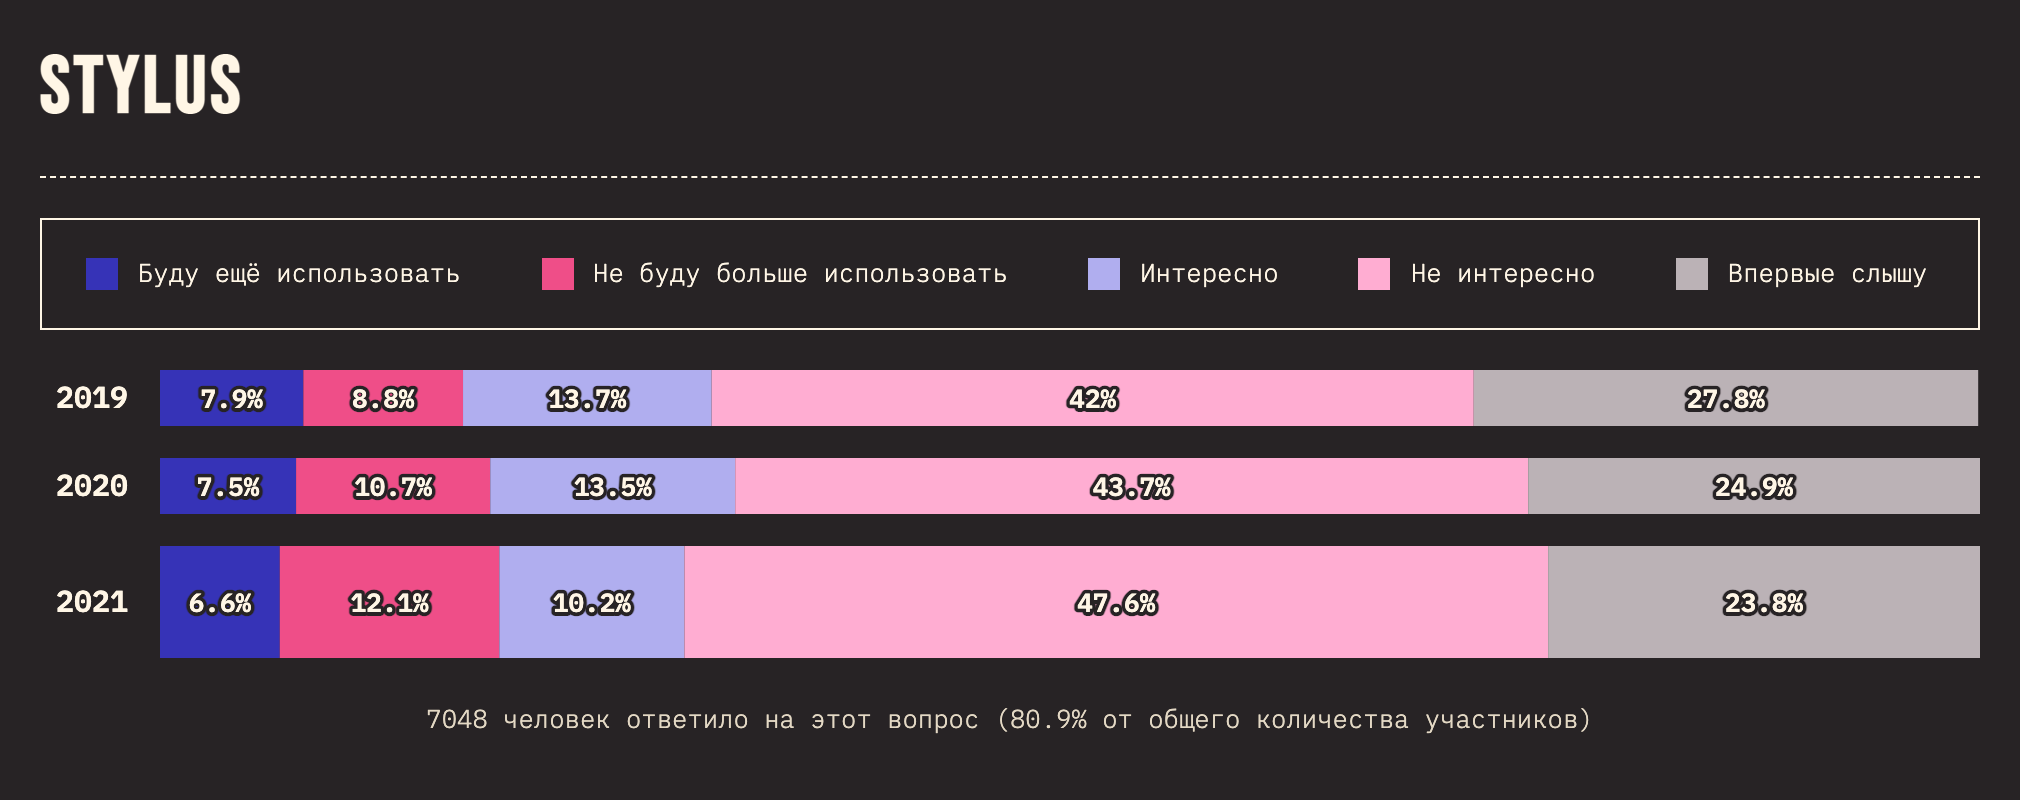 STYLUS
Буду ещё использовать Не буду больше использовать Интересно Не интересно Впервые слышу
2019 7.9% 8.8% 13.7% 42% 27.8%
2020 7.5% 10.7% 13.5% 43.7% 24.9%
2021 6.6% 12.1% 10.2% 47.6% 23.8%
7048 человек ответило на этот вопрос (80.9% от общего количества участников)